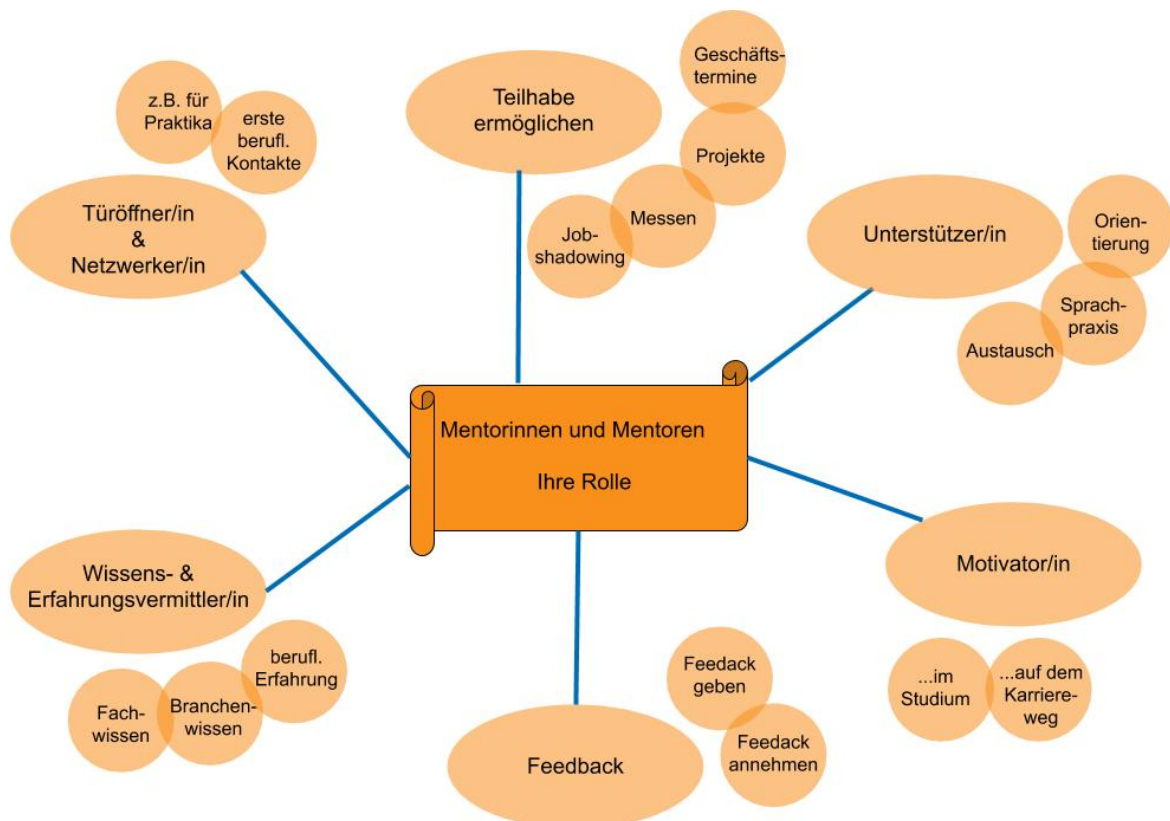 Mentorinnen und Mentoren
Ihre Rolle
Türöffner/in
&
Netzwerker/in
z.B. für
Praktika
erste
berufl.
Kontakte
Teilhabe
ermöglichen
Geschäfts-
termine
Projekte
Messen
Job-
shadowing
Unterstützer/in
Orien-
tierung
Sprach-
praxis
Austausch
Motivator/in
...im
Studium
...auf dem
Karriere-
weg
Feedback
Feedack
geben
Feedack
annehmen
Wissens- &
Erfahrungsvermittler/in
berufl.
Erfahrung
Branchen-
wissen
Fach-
wissen